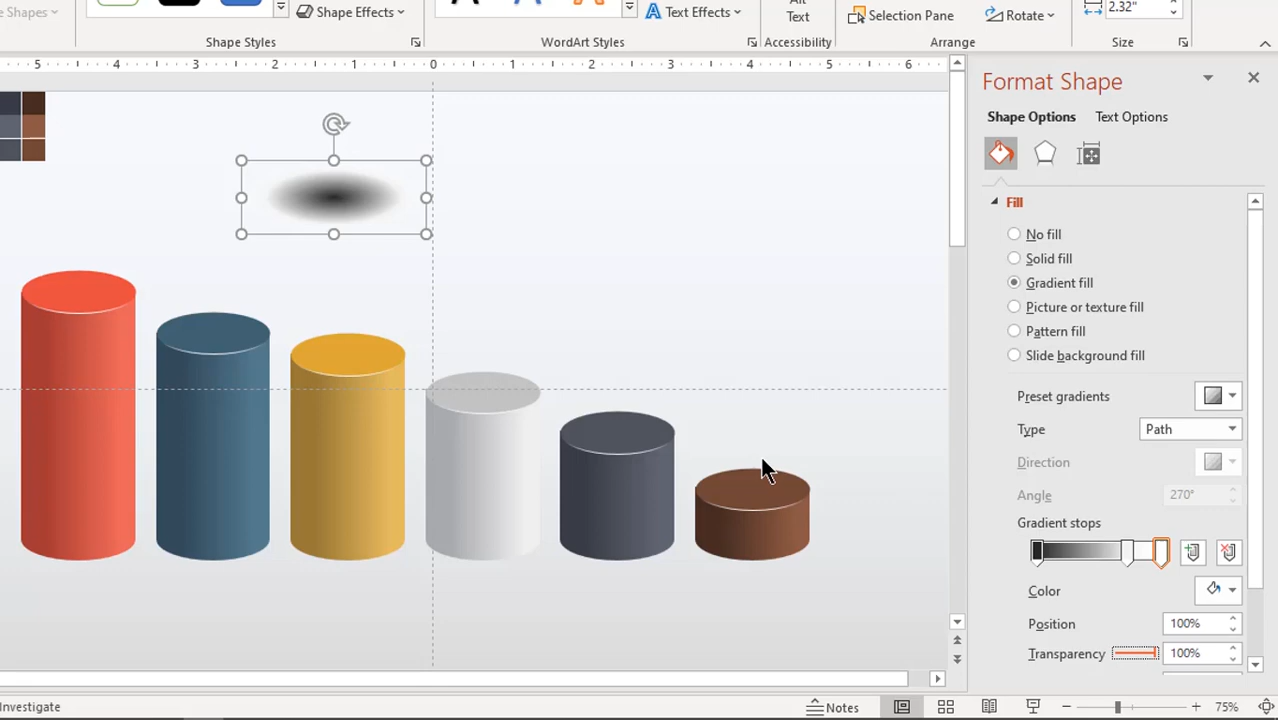 e Shapes
Shape Effects
Text Effects
Alt
Text
Selection Pane
Rotate
2.32"
Shape Styles
WordArt Styles
Accessibility
Arrange
Size
5 4 3 2 1 0 1 2 3 4 5 6
Format Shape
Shape Options Text Options
Fill
No fill
Solid fill
Gradient fill
Picture or texture fill
Pattern fill
Slide background fill
Preset gradients
Type Path
Direction
Angle 270°
Gradient stops
Color
Position 100%
Transparency 100%
Investigate
Notes
75%